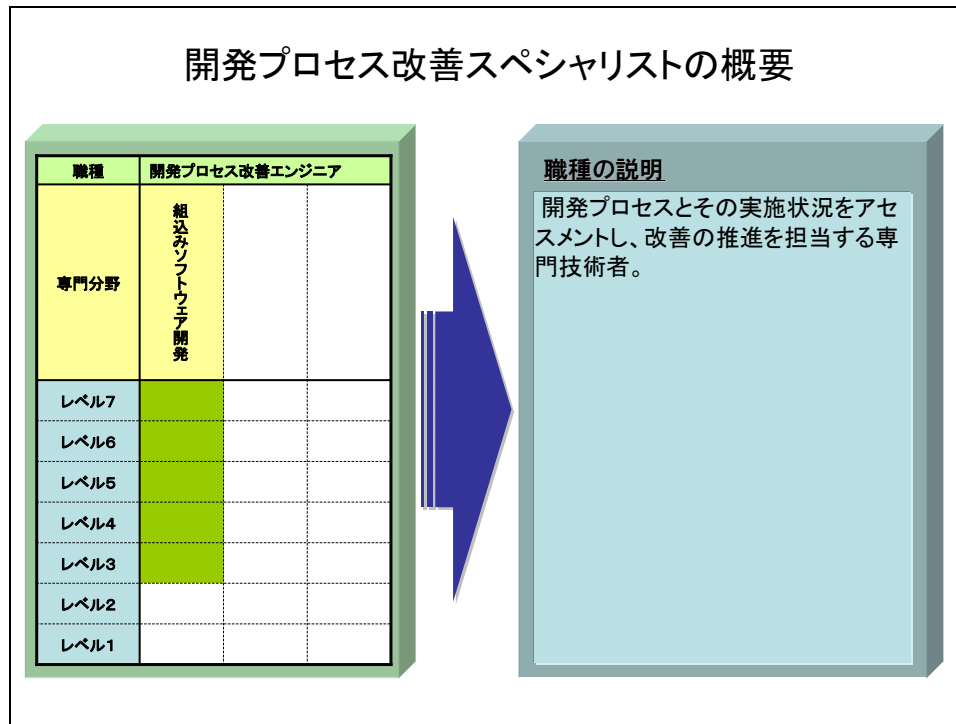 開発プロセス改善スペシャリストの概要
職種
開発プロセス改善エンジニア
専門分野
組込みソフトウェア開発
レベル7
レベル6
レベル5
レベル4
レベル3
レベル2
レベル1
職種の説明
開発プロセスとその実施状況をアセ
スメントし、改善の推進を担当する専
門技術者。